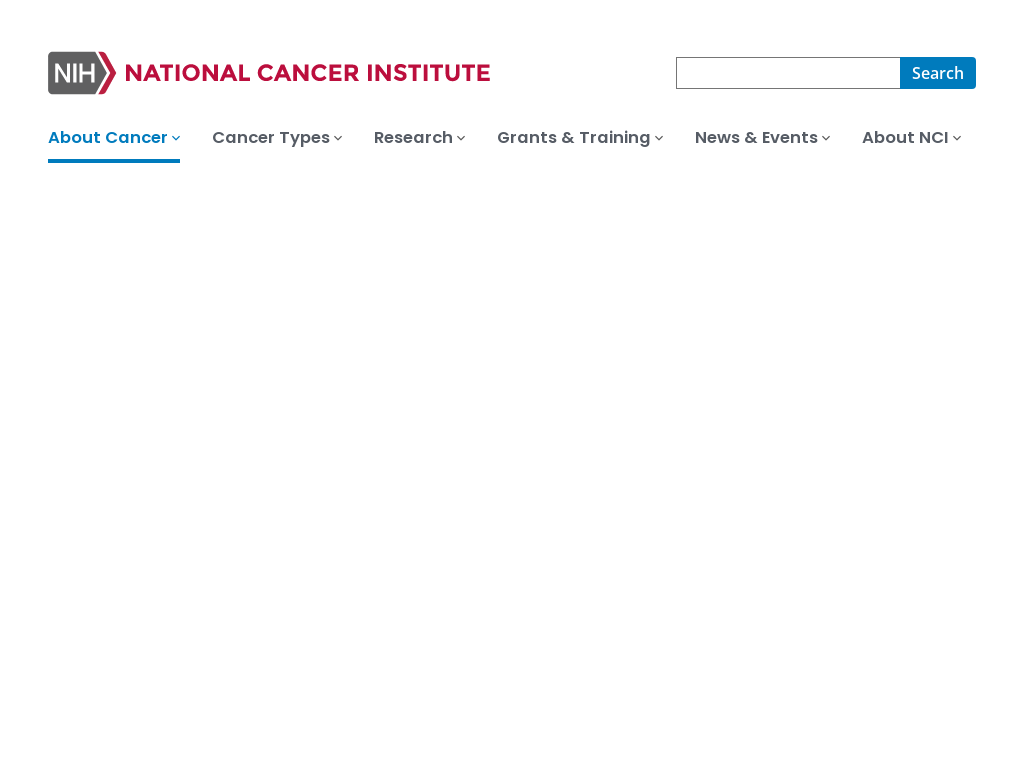 NIH NATIONAL CANCER INSTITUTE
Search
About Cancer Cancer Types Research Grants & Training News & Events About NCI